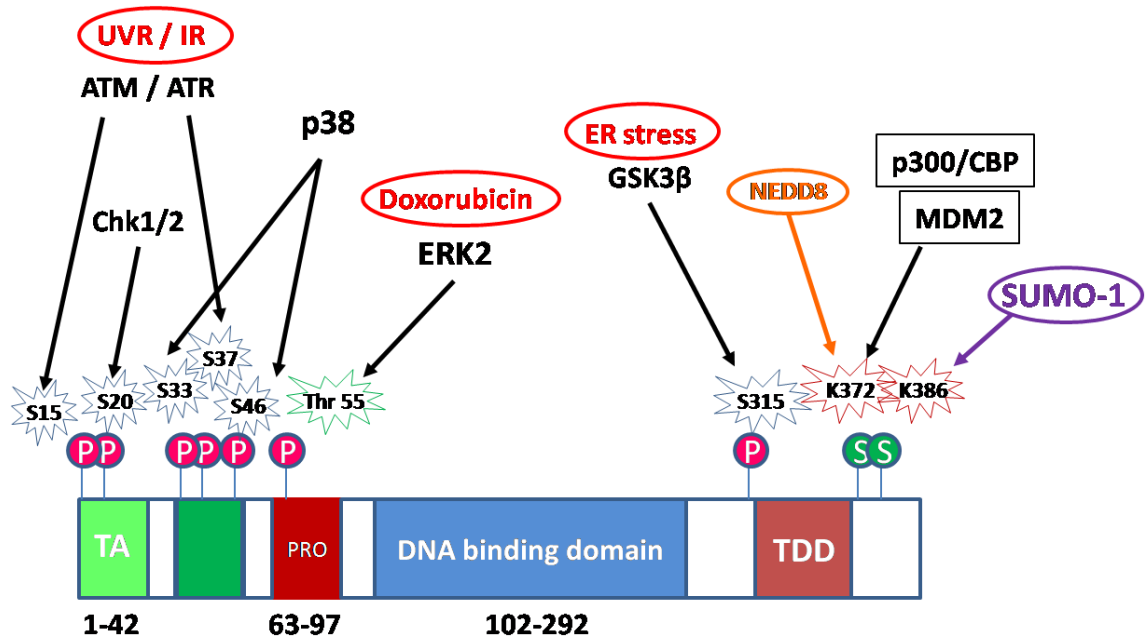 UVR / IR
ATM / ATR
p38
Chk1/2
Doxorubicin
ERK2
ER stress
GSK3β
NEDD8
p300/CBP
MDM2
SUMO-1
S15
S20
S33
S37
S46
Thr 55
S315
K372
K386
P P P P P P P S S
TA PRO DNA binding domain TDD
1-42 63-97 102-292